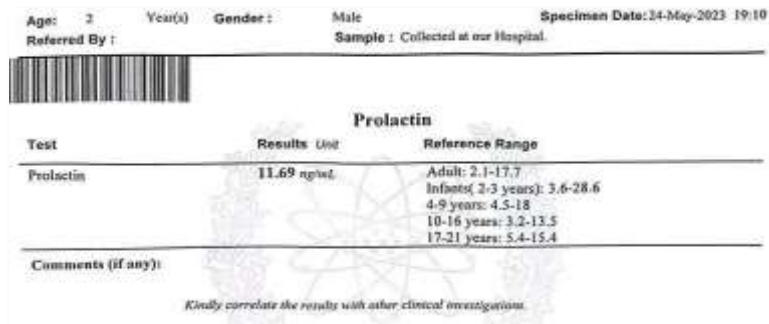 Age: 2 Year(s) Gender : Male Specimen Date: 24-May-2023 19:10
Referred By : Sample : Collected at our Hospital.
Prolactin
Test Results Unit Reference Range
Prolactin 11.69 ng/mL Adult: 2.1-17.7
Infants( 2-3 years): 3.6-28.6
4-9 years: 4.5-18
10-16 years: 3.2-13.5
17-21 years: 5.4-15.4
Comments (if any):
Kindly correlate the results with other clinical investigations.